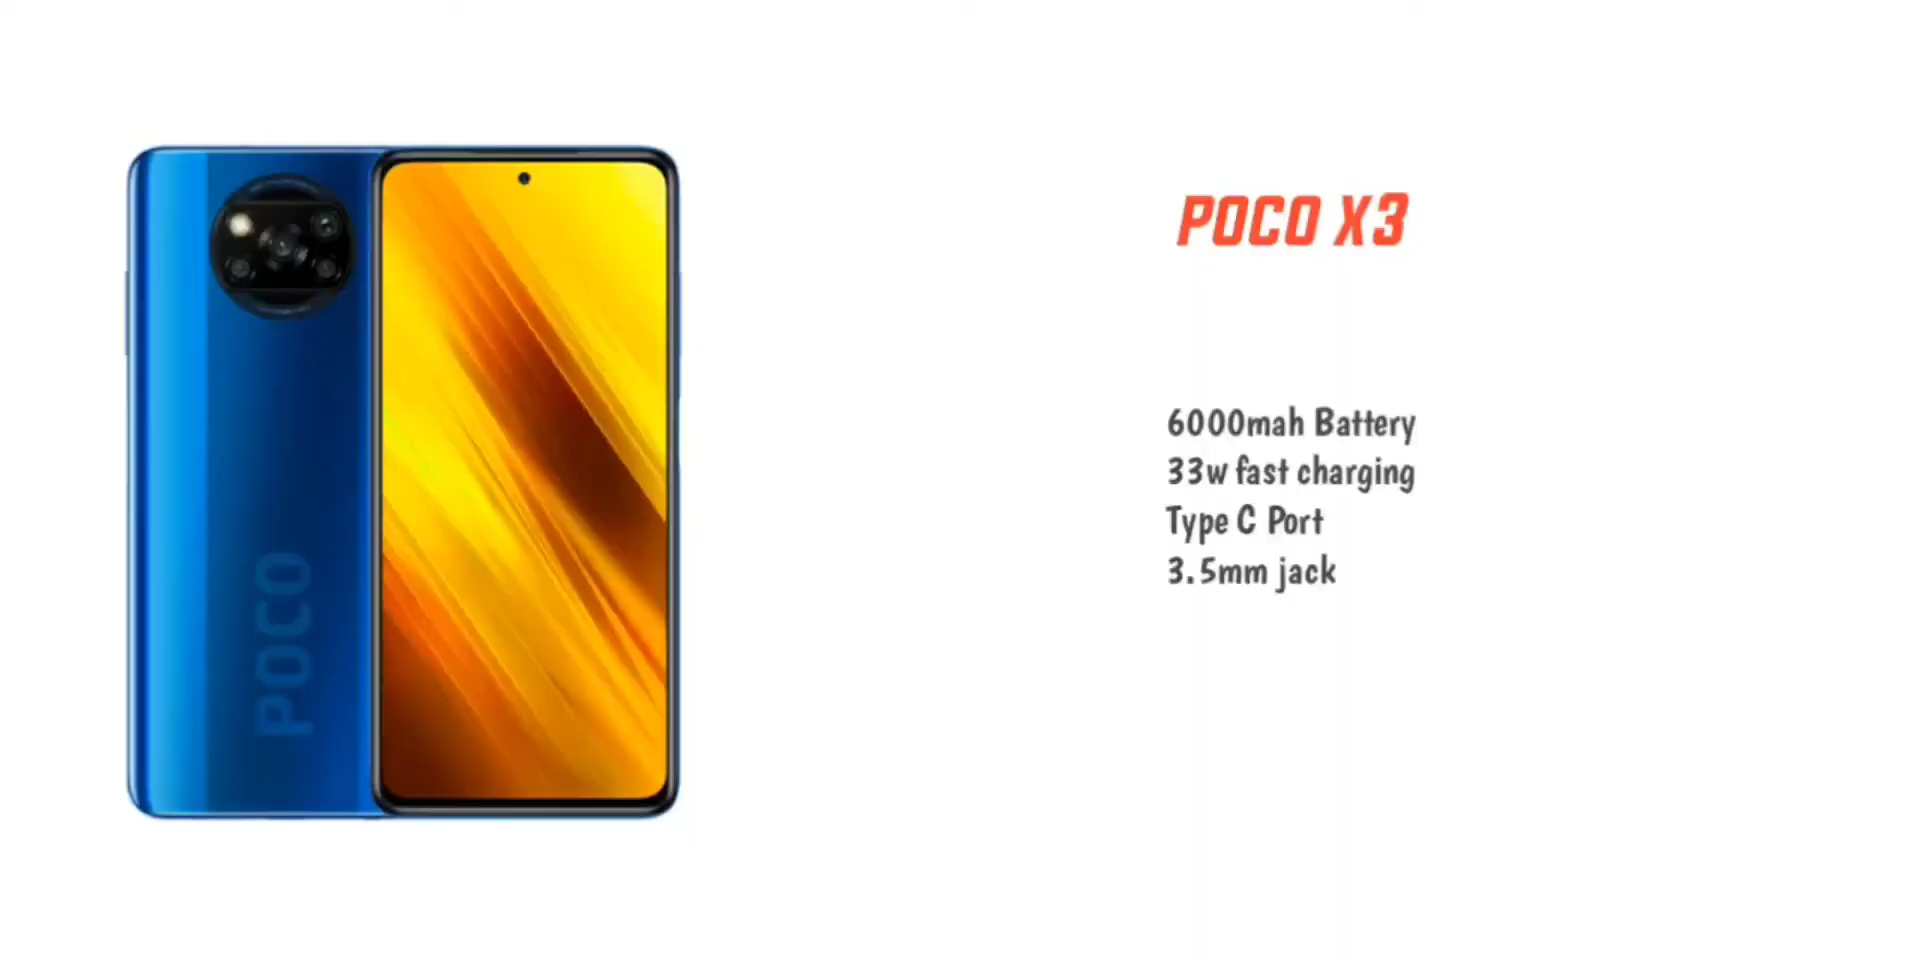 POCO
POCO X3
6000mah Battery
33w fast charging
Type C Port
3.5mm jack